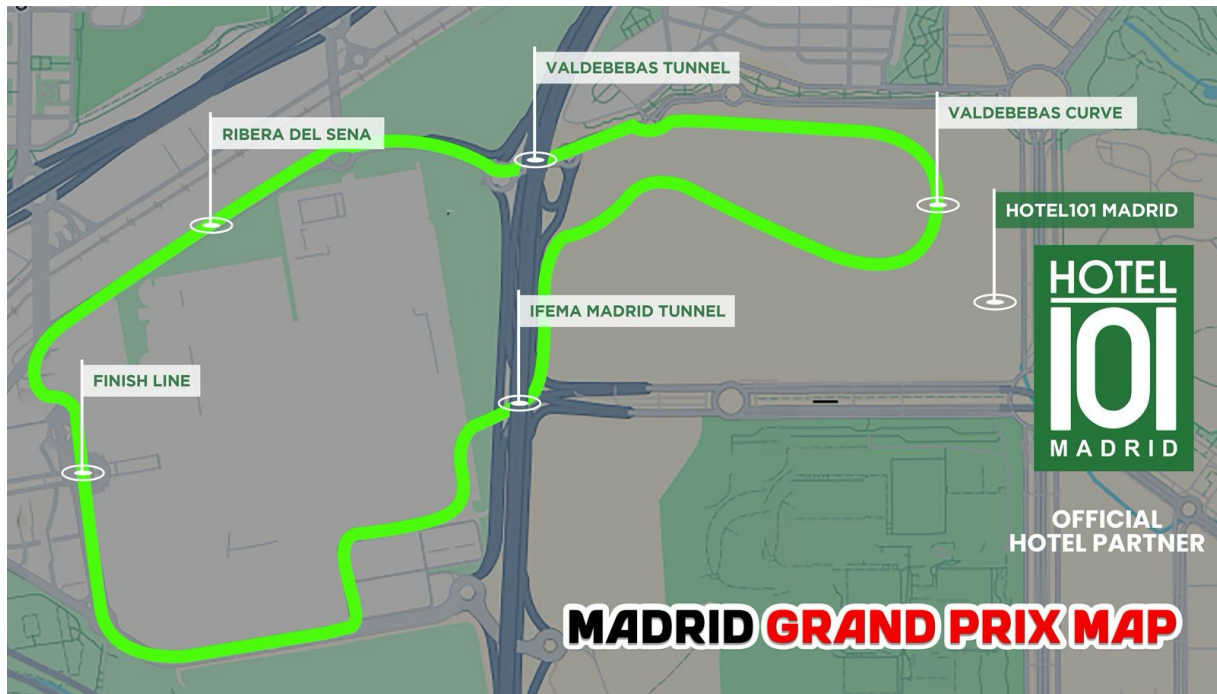 VALDEBEBAS TUNNEL
VALDEBEBAS CURVE
RIBERA DEL SENA
HOTEL101 MADRID
HOTEL
101
MADRID
IFEMA MADRID TUNNEL
FINISH LINE
OFFICIAL
HOTEL PARTNER
MADRID GRAND PRIX MAP